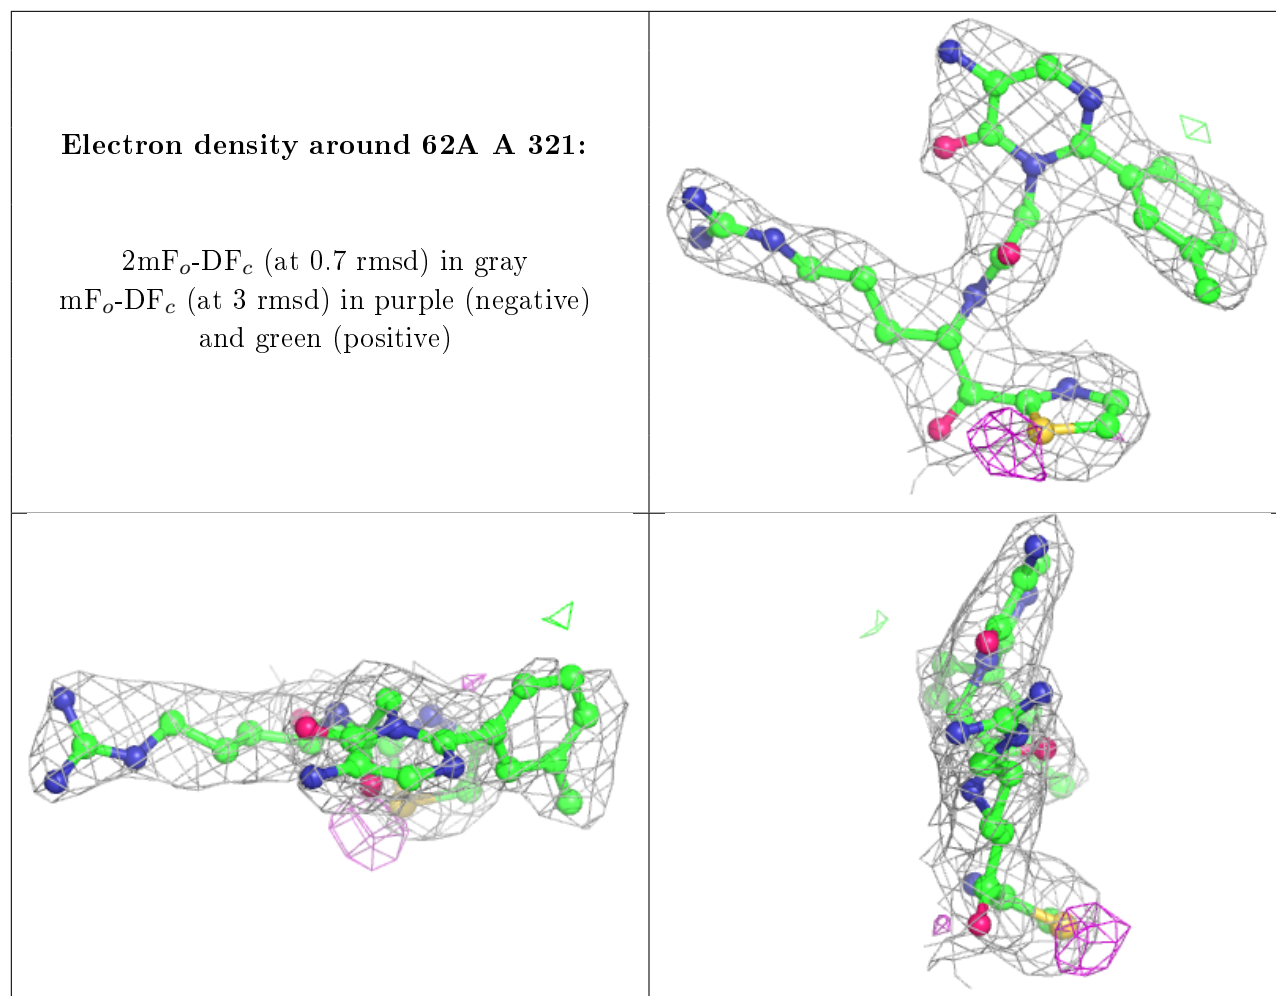 Electron density around 62A A 321:
2mFₒ-DF𝑐 (at 0.7 rmsd) in gray
mFₒ-DF𝑐 (at 3 rmsd) in purple (negative)
and green (positive)